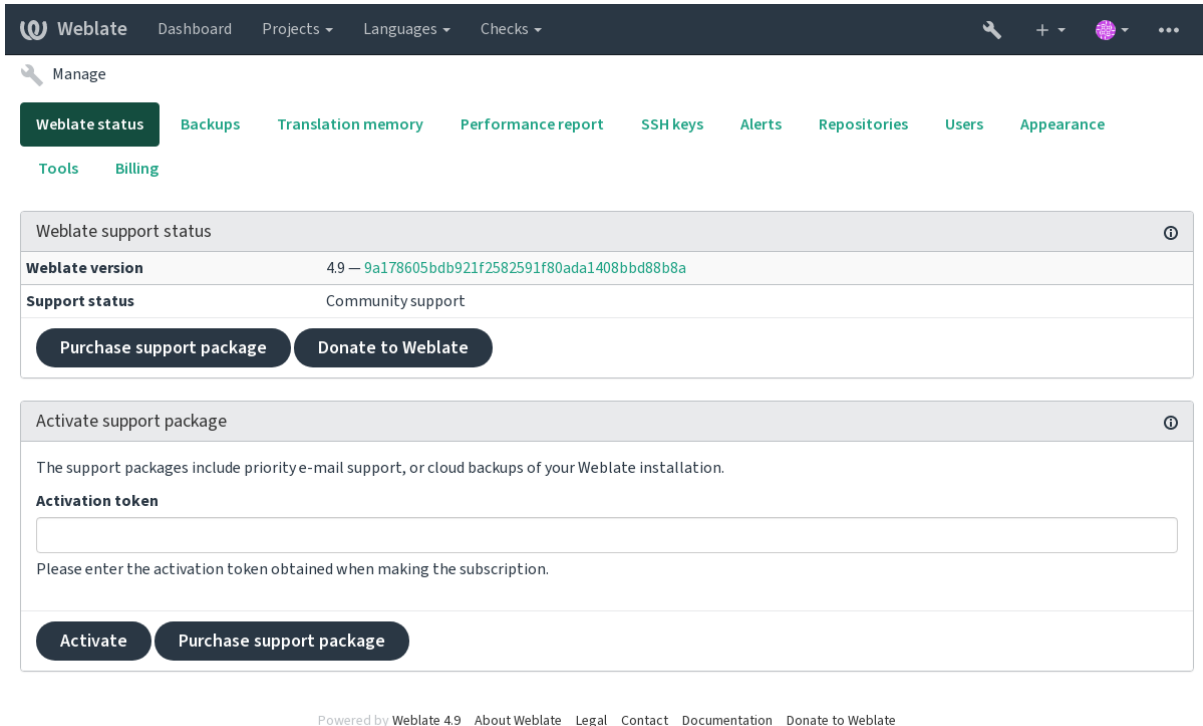 Weblate Dashboard Projects Languages Checks
Manage
Weblate status Backups Translation memory Performance report SSH keys Alerts Repositories Users Appearance
Tools Billing
Weblate support status
Weblate version 4.9 — 9a178605bdb921f2582591f80ada1408bbd88b8a
Support status Community support
Purchase support package Donate to Weblate
Activate support package
The support packages include priority e-mail support, or cloud backups of your Weblate installation.
Activation token
Please enter the activation token obtained when making the subscription.
Activate Purchase support package
Powered by Weblate 4.9 About Weblate Legal Contact Documentation Donate to Weblate